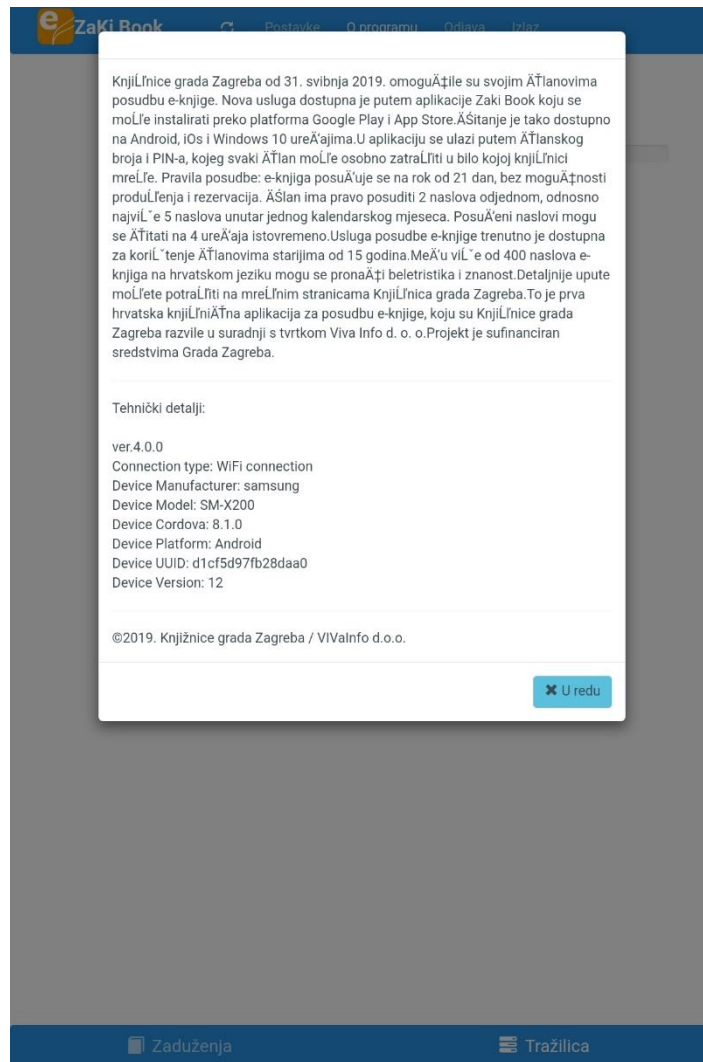 e ZaKi Book Postavke O programu Odjava Izlaz
KnjiĹľnice grada Zagreba od 31. svibnja 2019. omoguÄ‡ile su svojim ÄŤlanovima
posudbu e-knjige. Nova usluga dostupna je putem aplikacije Zaki Book koju se
moĹľe instalirati preko platforma Google Play i App Store.ÄŚitanje je tako dostupno
na Android, iOs i Windows 10 ureÄ‘ajima.U aplikaciju se ulazi putem ÄŤlanskog
broja i PIN-a, kojeg svaki ÄŤlan moĹľe osobno zatraĹľiti u bilo kojoj knjiĹľnici
mreĹľe. Pravila posudbe: e-knjiga posuÄ‘uje se na rok od 21 dan, bez moguÄ‡nosti
produĹľenja i rezervacija. ÄŚlan ima pravo posuditi 2 naslova odjednom, odnosno
najviĹˇe 5 naslova unutar jednog kalendarskog mjeseca. PosuÄ‘eni naslovi mogu
se ÄŤitati na 4 ureÄ‘aja istovremeno.Usluga posudbe e-knjige trenutno je dostupna
za koriĹˇtenje ÄŤlanovima starijima od 15 godina.MeÄ‘u viĹˇe od 400 naslova e-
knjiga na hrvatskom jeziku mogu se pronaÄ‡i beletristika i znanost.Detaljnije upute
moĹľete potraĹľiti na mreĹľnim stranicama KnjiĹľnica grada Zagreba.To je prva
hrvatska knjiĹľniÄŤna aplikacija za posudbu e-knjige, koju su KnjiĹľnice grada
Zagreba razvile u suradnji s tvrtkom Viva Info d. o. o.Projekt je sufinanciran
sredstvima Grada Zagreba.
Tehnički detalji:
ver.4.0.0
Connection type: WiFi connection
Device Manufacturer: samsung
Device Model: SM-X200
Device Cordova: 8.1.0
Device Platform: Android
Device UUID: d1cf5d97fb28daa0
Device Version: 12
©2019. Knjižnice grada Zagreba / VIVaInfo d.o.o.
✖ U redu
Zaduženja Tražilica